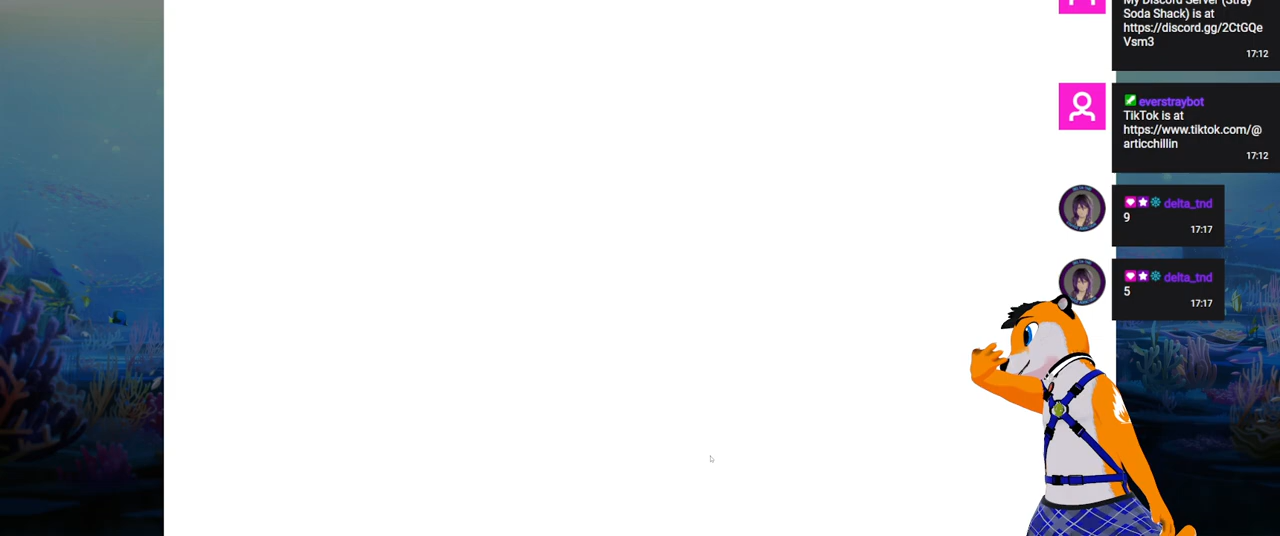 My Discord Server (Stray
Soda Shack) is at
https://discord.gg/2CtGQe
Vsm3
17:12
everstraybot
TikTok is at
https://www.tiktok.com/@
articchillin
17:12
delta_tnd
9
17:17
delta_tnd
5
17:17